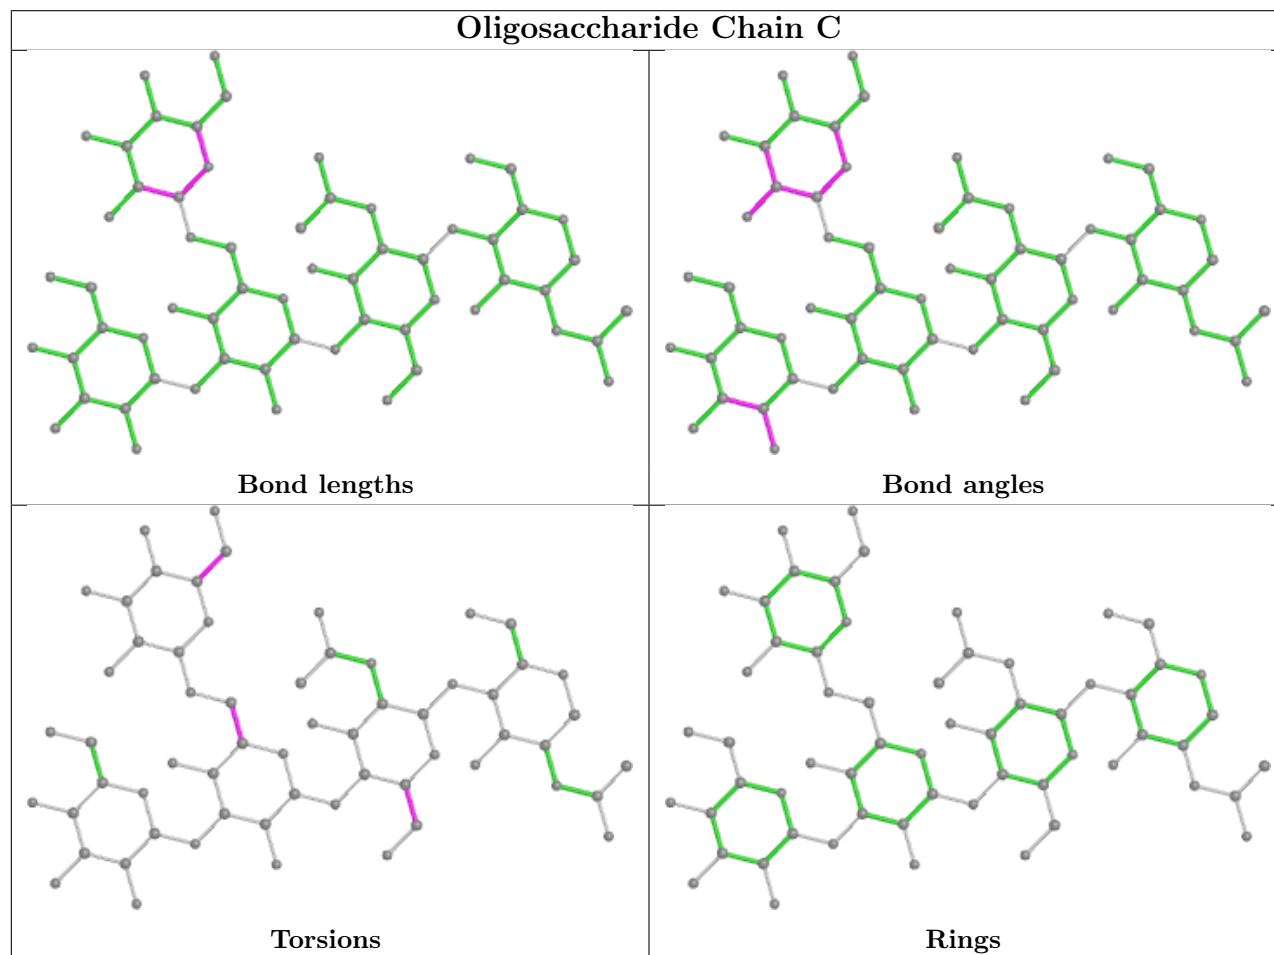 Oligosaccharide Chain C
Bond lengths
Bond angles
Torsions
Rings